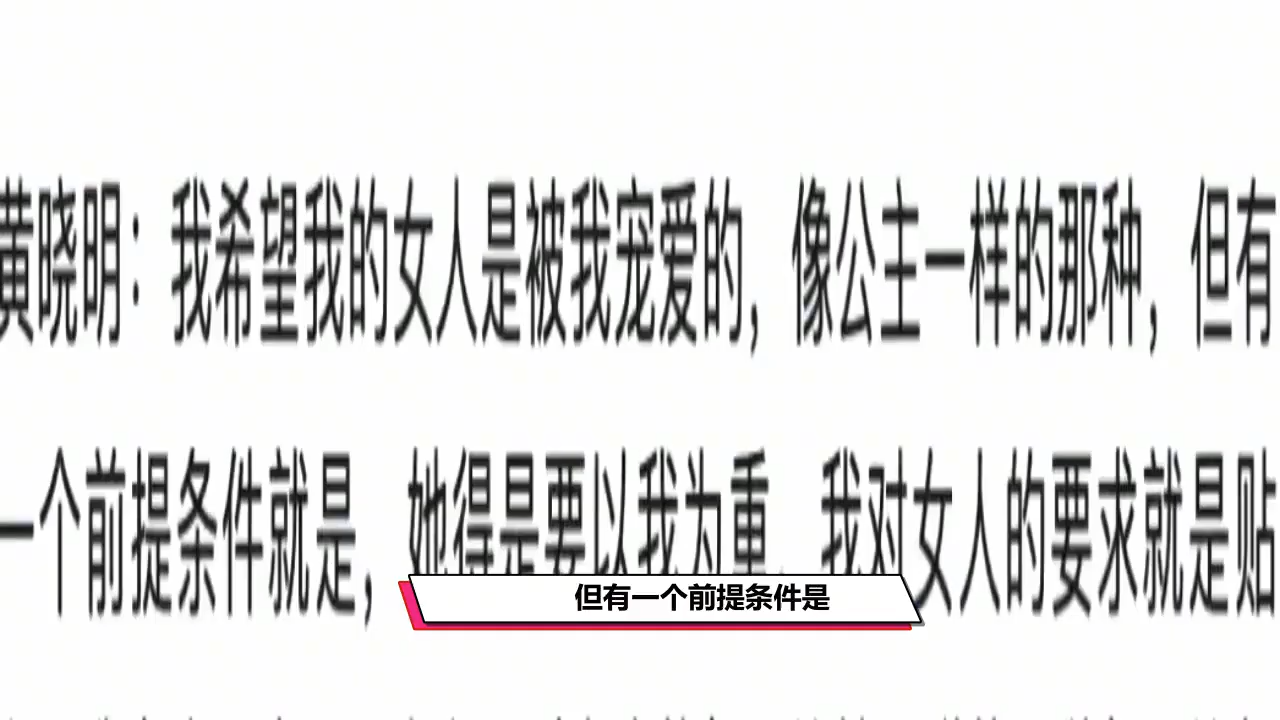 黄晓明：我希望我的女人是被我宠爱的，像公主一样的那种，但有
一个前提条件就是，她得是要以我为重，我对女人的要求就是贴
但有一个前提条件是